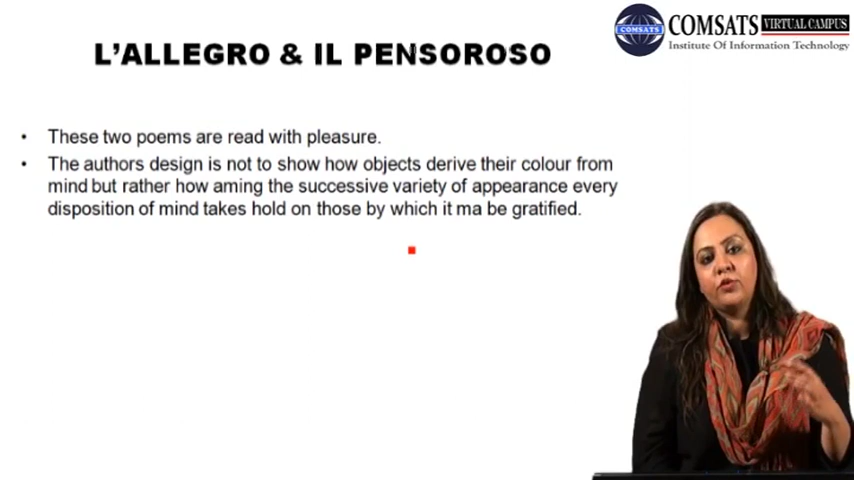 COMSATS VIRTUAL CAMPUS
Institute Of Information Technology
COMSATS
L'ALLEGRO & IL PENSOROSO
• These two poems are read with pleasure.
• The authors design is not to show how objects derive their colour from
mind but rather how aming the successive variety of appearance every
disposition of mind takes hold on those by which it ma be gratified.